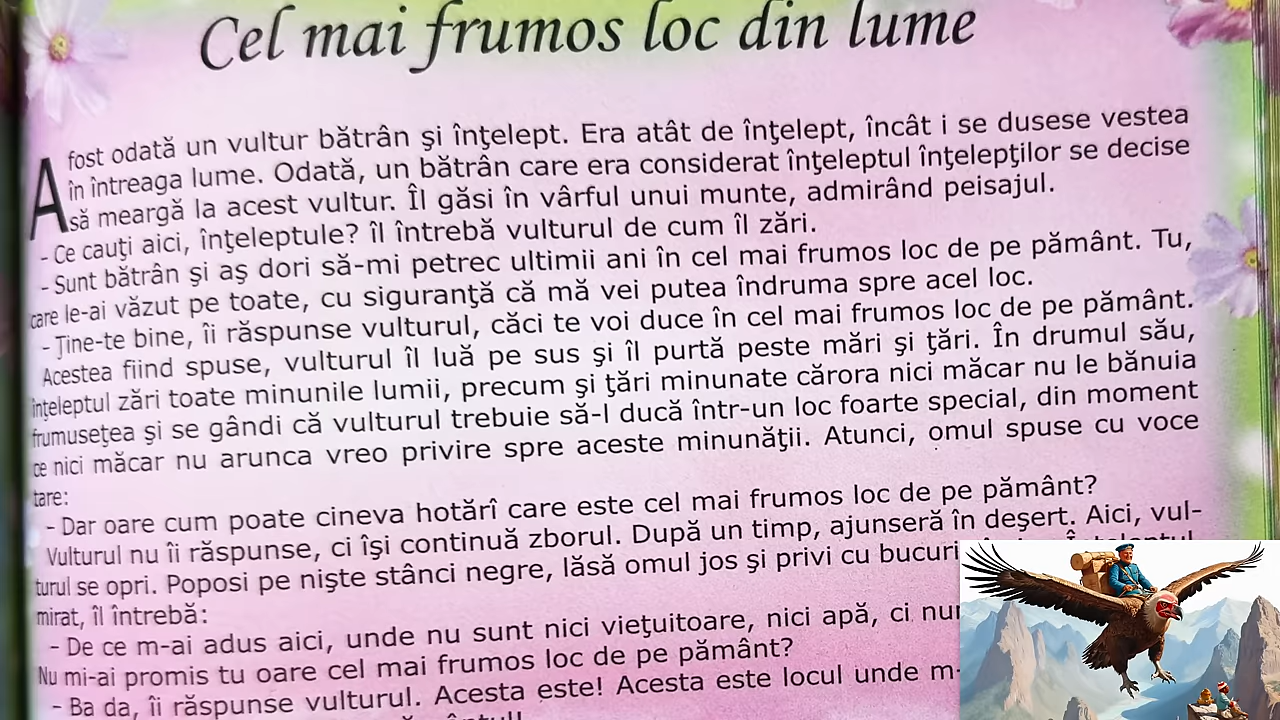 Cel mai frumos loc din lume
A fost odată un vultur bătrân şi înţelept. Era atât de înţelept, încât i se dusese vestea
în întreaga lume. Odată, un bătrân care era considerat înţeleptul înţelepţilor se decise
să meargă la acest vultur. Îl găsi în vârful unui munte, admirând peisajul.
- Ce cauţi aici, înţeleptule? îl întrebă vulturul de cum îl zări.
- Sunt bătrân şi aş dori să-mi petrec ultimii ani în cel mai frumos loc de pe pământ. Tu,
care le-ai văzut pe toate, cu siguranţă că mă vei putea îndruma spre acel loc.
- Ţine-te bine, îi răspunse vulturul, căci te voi duce în cel mai frumos loc de pe pământ.
Acestea fiind spuse, vulturul îl luă pe sus şi îl purtă peste mări şi ţări. În drumul său,
înţeleptul zări toate minunile lumii, precum şi ţări minunate cărora nici măcar nu le bănuia
frumuseţea şi se gândi că vulturul trebuie să-l ducă într-un loc foarte special, din moment
ce nici măcar nu arunca vreo privire spre aceste minunăţii. Atunci, omul spuse cu voce
tare:
- Dar oare cum poate cineva hotărî care este cel mai frumos loc de pe pământ?
Vulturul nu îi răspunse, ci îşi continuă zborul. După un timp, ajunseră în deşert. Aici, vul-
turul se opri. Poposi pe nişte stânci negre, lăsă omul jos şi privi cu
mirat, îl întrebă:
- De ce m-ai adus aici, unde nu sunt nici vieţuitoare, nici apă, ci
Nu mi-ai promis tu oare cel mai frumos loc de pe pământ?
- Ba da, îi răspunse vulturul. Acesta este! Acesta este locul unde m-